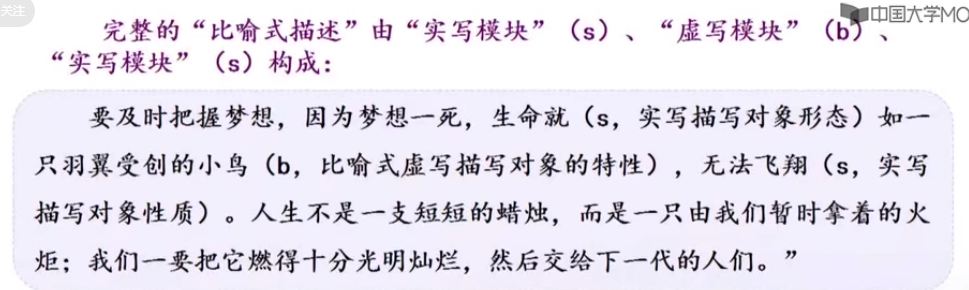 关注
中国大学MO
完整的“比喻式描述”由“实写模块”（s）、“虚写模块”（b）、
“实写模块”（s）构成：
要及时把握梦想，因为梦想一死，生命就（s，实写描写对象形态）如一
只羽翼受创的小鸟（b，比喻式虚写描写对象的特性），无法飞翔（s，实写
描写对象性质）。人生不是一支短短的蜡烛，而是一只由我们暂时拿着的火
炬；我们一要把它燃得十分光明灿烂，然后交给下一代的人们。”